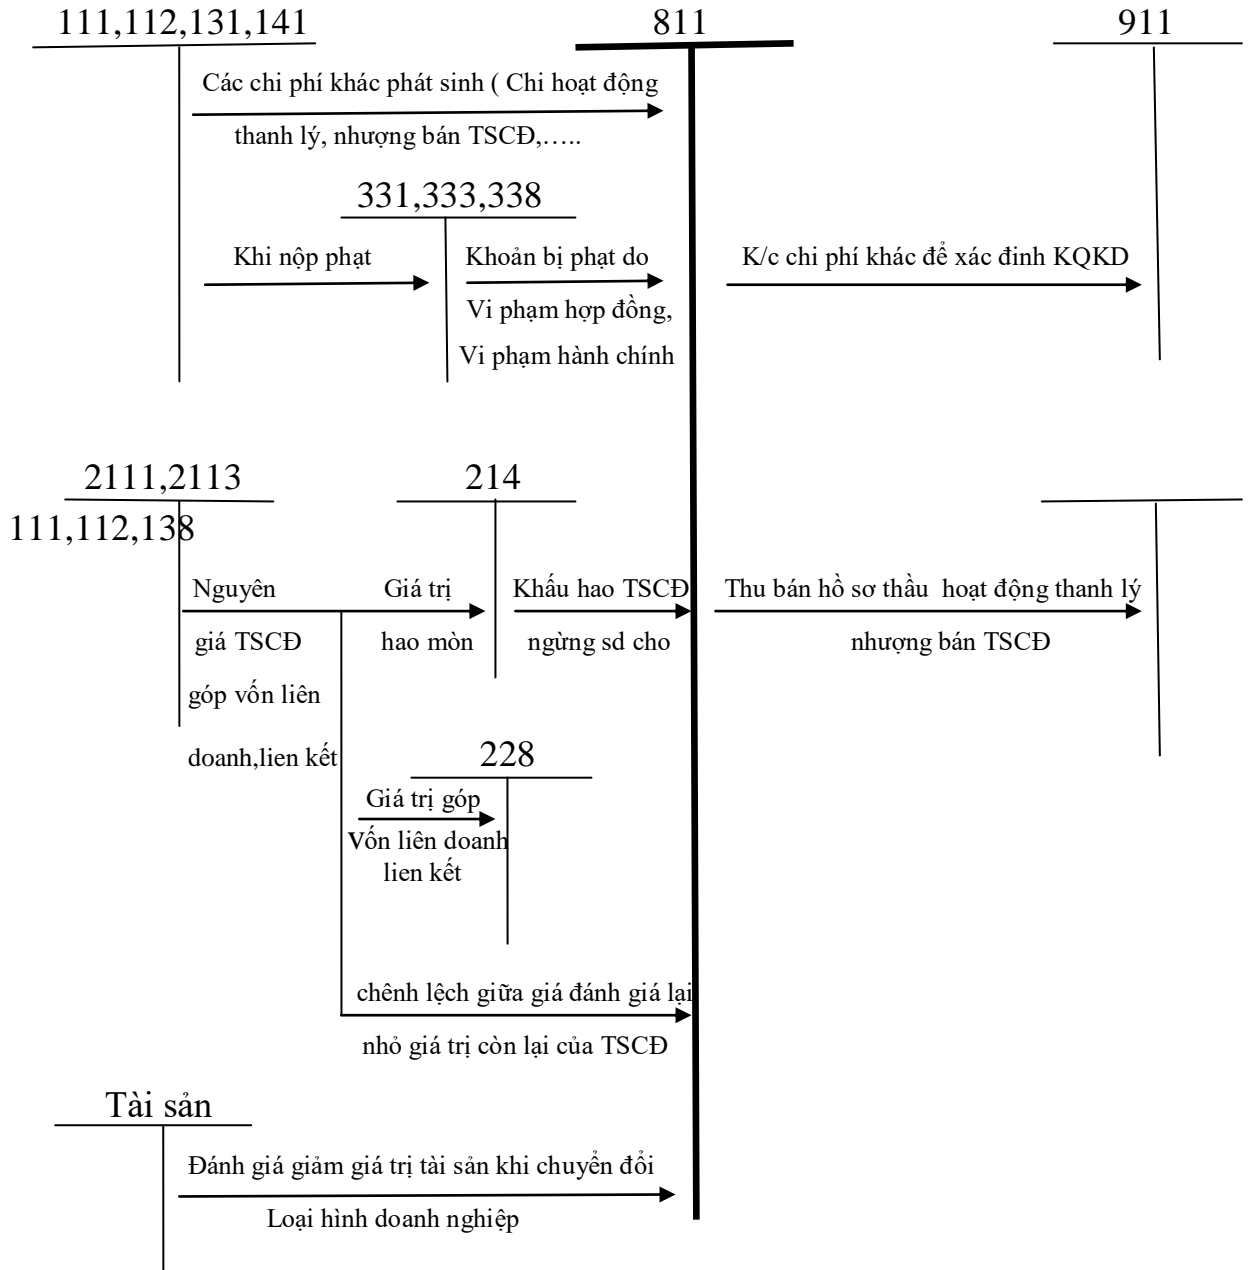 111,112,131,141
811
911
Các chi phí khác phát sinh ( Chi hoạt động
thanh lý, nhượng bán TSCĐ,…..
331,333,338
Khi nộp phạt
Khoản bị phạt do
K/c chi phí khác để xác đinh KQKD
Vi phạm hợp đồng,
Vi phạm hành chính
2111,2113
214
111,112,138
Nguyên
Giá trị
Khấu hao TSCĐ
Thu bán hồ sơ thầu hoạt động thanh lý
giá TSCĐ
hao mòn
ngừng sd cho
nhượng bán TSCĐ
góp vốn liên
doanh,lien kết
228
Giá trị góp
Vốn liên doanh
lien kết
chênh lệch giữa giá đánh giá lại
nhỏ giá trị còn lại của TSCĐ
Tài sản
Đánh giá giảm giá trị tài sản khi chuyển đổi
Loại hình doanh nghiệp